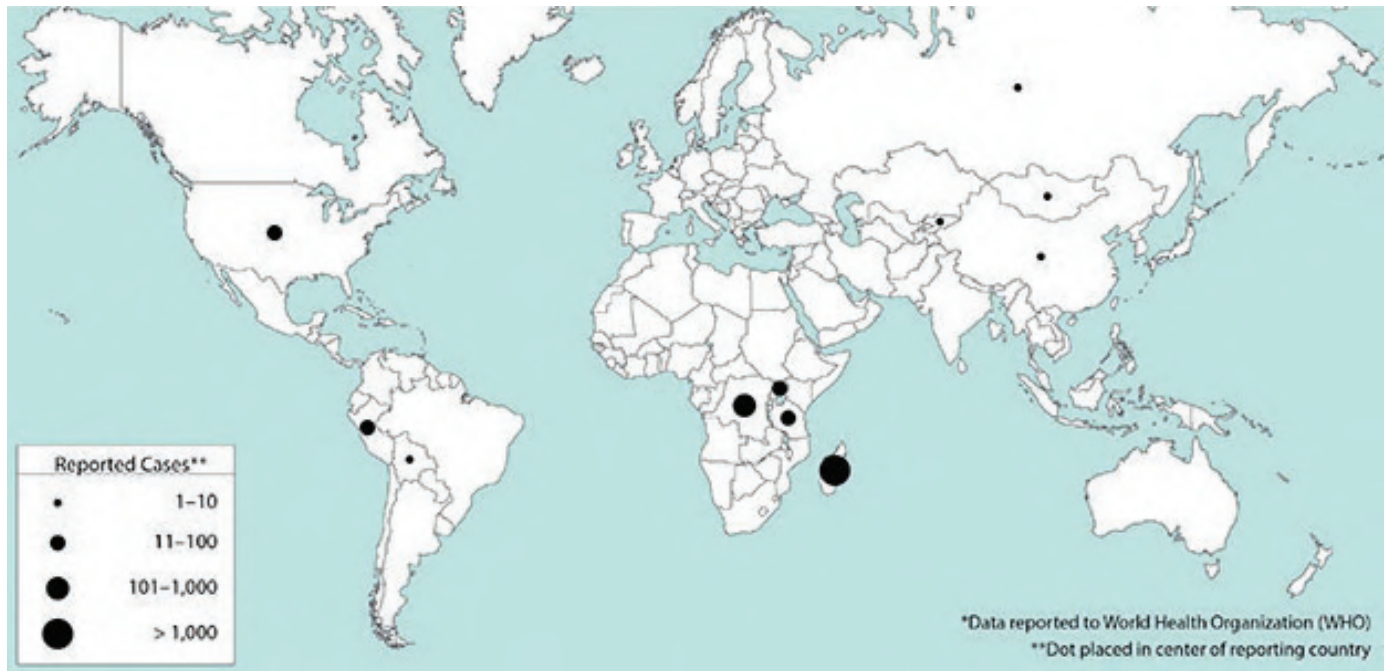 Reported Cases**
1–10
11–100
101–1,000
> 1,000
*Data reported to World Health Organization (WHO)
**Dot placed in center of reporting country